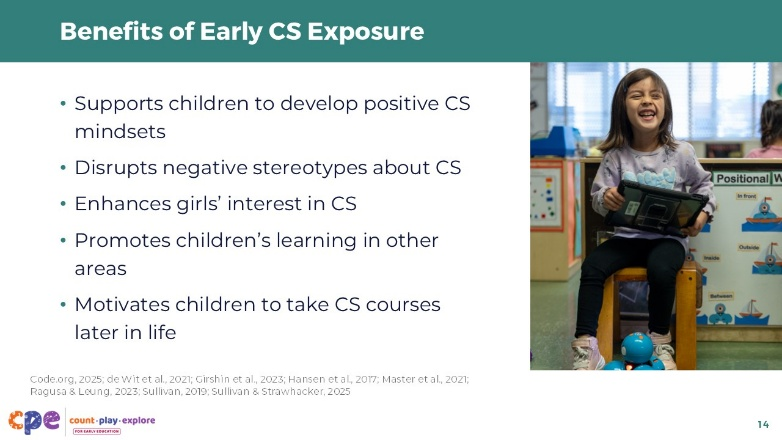 Benefits of Early CS Exposure
• Supports children to develop positive CS
mindsets
• Disrupts negative stereotypes about CS
• Enhances girls’ interest in CS
• Promotes children’s learning in other
areas
• Motivates children to take CS courses
later in life
Positional W
In front
Outside
Inside
Between
Code.org, 2025; de Wit et al., 2021; Girshin et al., 2023; Hansen et al., 2017; Master et al., 2021;
Ragusa & Leung, 2023; Sullivan, 2019; Sullivan & Strawhacker, 2025
cpe count·play·explore
FOR EARLY EDUCATION
14